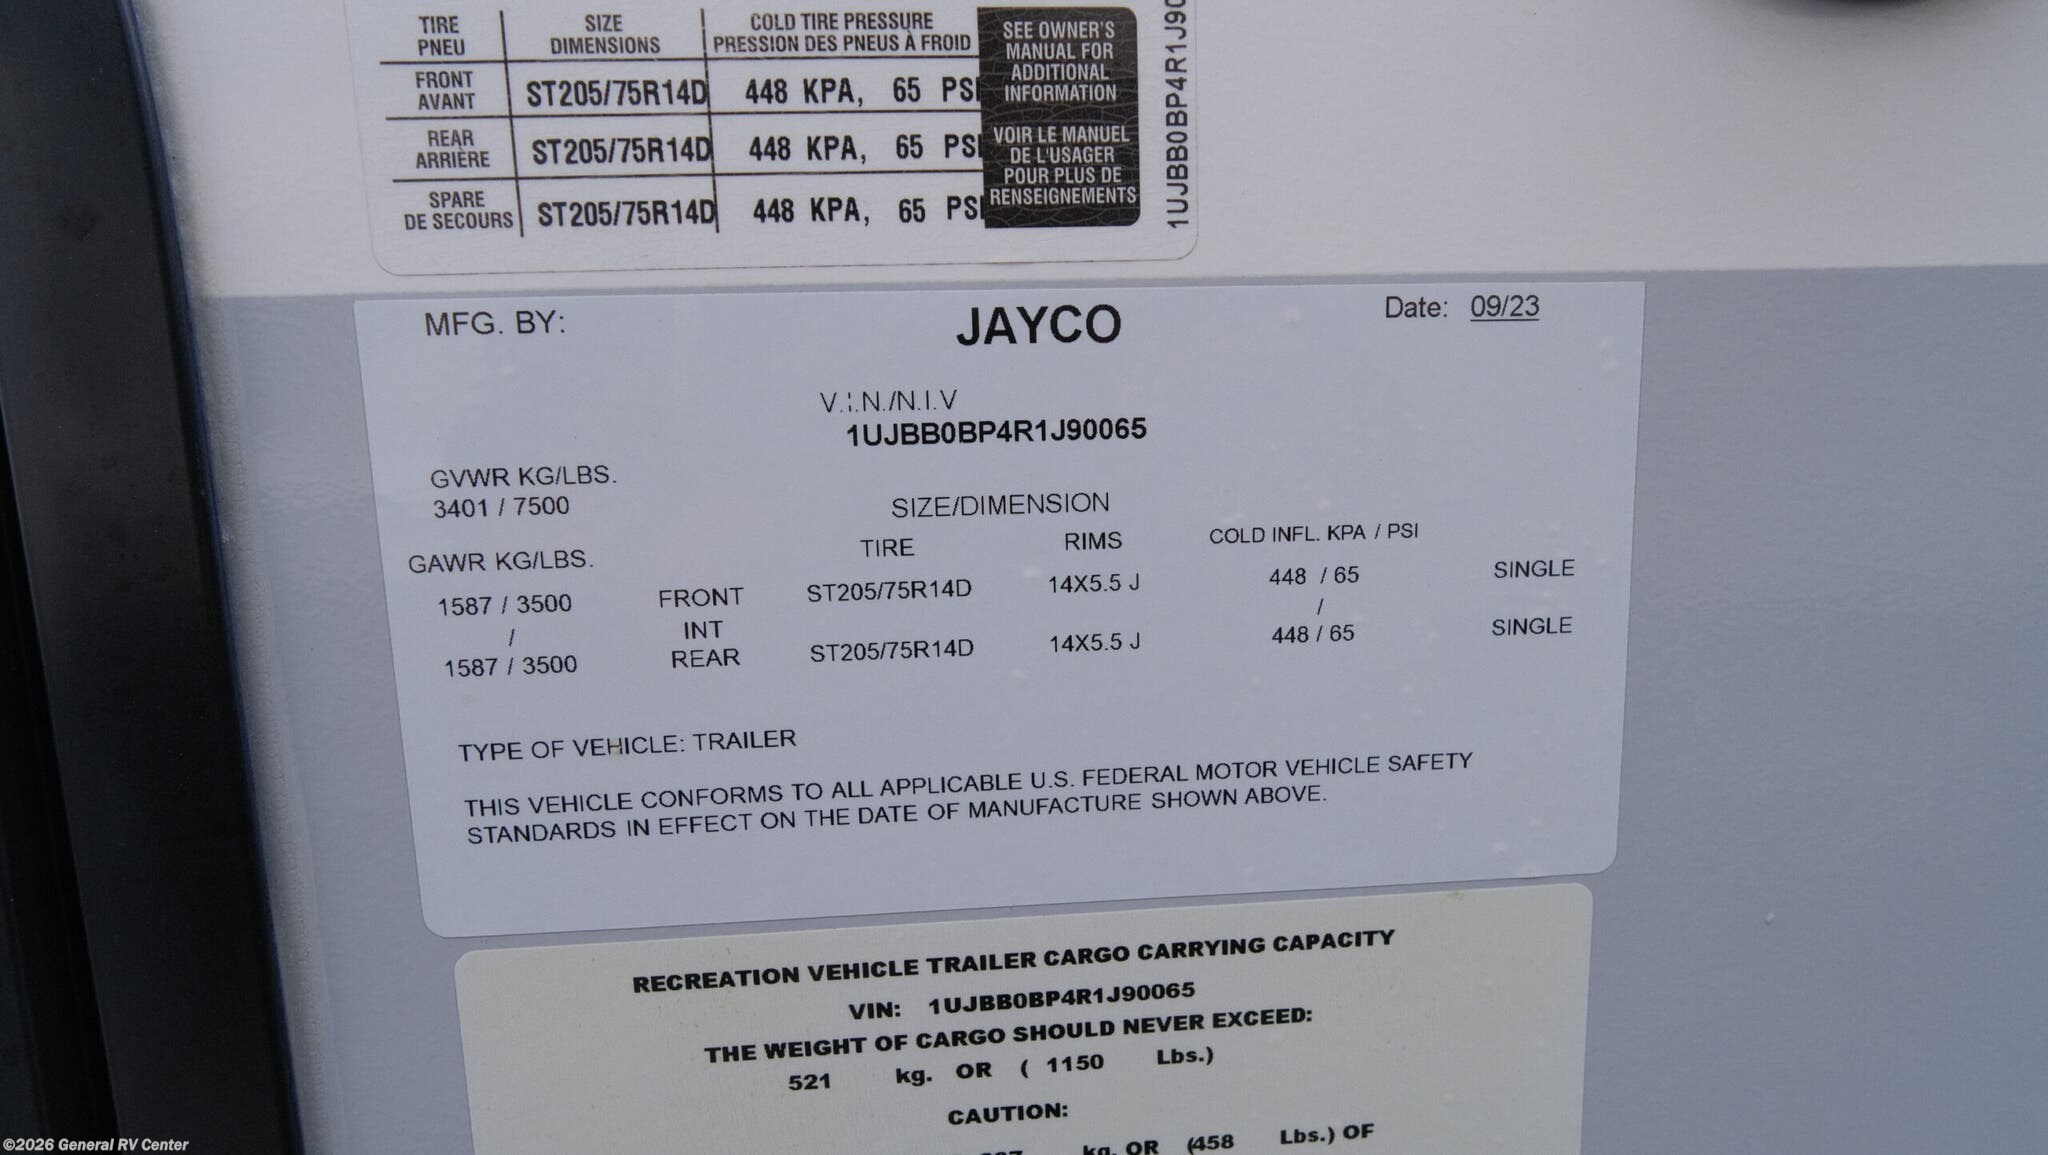 TIRE SIZE COLD TIRE PRESSURE
PNEU DIMENSIONS PRESSION DES PNEUS À FROID
FRONT
AVANT ST205/75R14D 448 KPA, 65 PSI
REAR
ARRIÈRE ST205/75R14D 448 KPA, 65 PSI
SPARE
DE SECOURS ST205/75R14D 448 KPA, 65 PSI
SEE OWNER'S
MANUAL FOR
ADDITIONAL
INFORMATION
VOIR LE MANUEL
DE L'USAGER
POUR PLUS DE
RENSEIGNEMENTS
1UJBB0BP4R1J90
MFG. BY: JAYCO Date: 09/23
V.I.N./N.I.V
1UJBB0BP4R1J90065
GVWR KG/LBS.
3401 / 7500
SIZE/DIMENSION
GAWR KG/LBS. TIRE RIMS COLD INFL. KPA / PSI
1587 / 3500 FRONT ST205/75R14D 14X5.5 J 448 / 65 SINGLE
/ INT /
1587 / 3500 REAR ST205/75R14D 14X5.5 J 448 / 65 SINGLE
TYPE OF VEHICLE: TRAILER
THIS VEHICLE CONFORMS TO ALL APPLICABLE U.S. FEDERAL MOTOR VEHICLE SAFETY
STANDARDS IN EFFECT ON THE DATE OF MANUFACTURE SHOWN ABOVE.
RECREATION VEHICLE TRAILER CARGO CARRYING CAPACITY
VIN: 1UJBB0BP4R1J90065
THE WEIGHT OF CARGO SHOULD NEVER EXCEED:
521 kg. OR ( 1150 Lbs.)
CAUTION:
kg. OR (458 Lbs.) OF
©2026 General RV Center